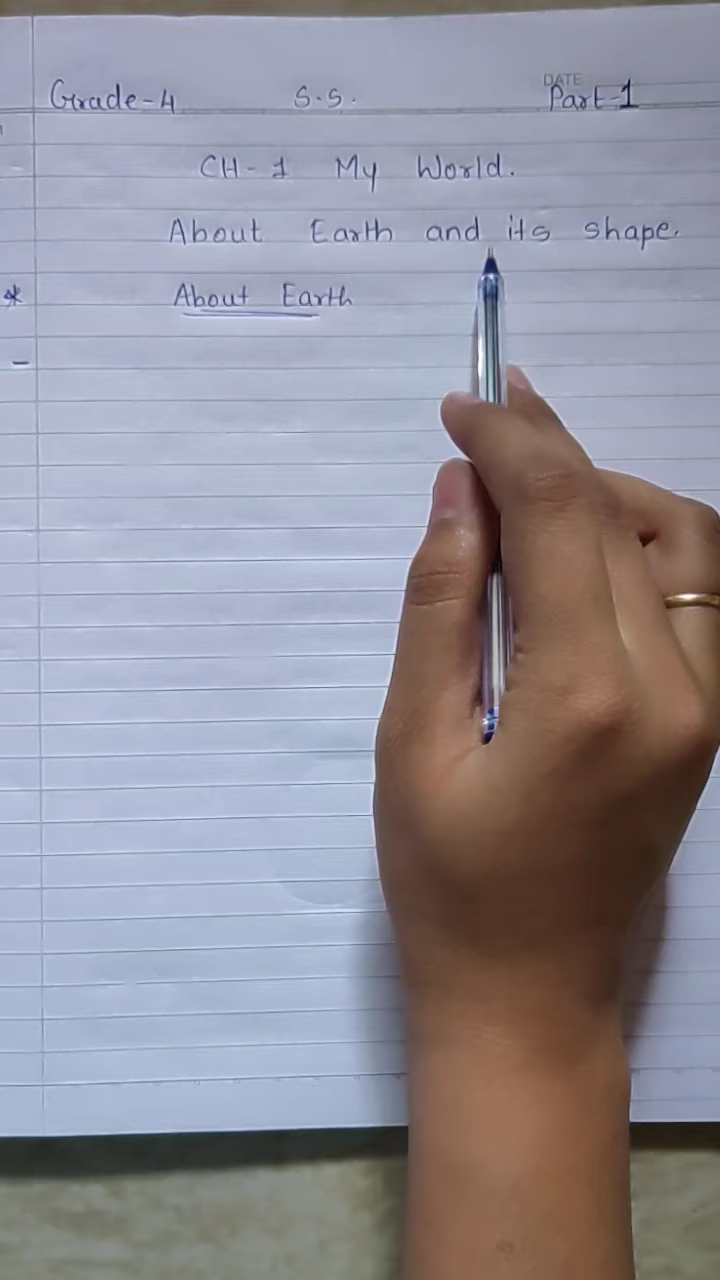 Grade-4 S.S. DATE Part-1
CH-1 My World.
About Earth and its shape.
* About Earth
-